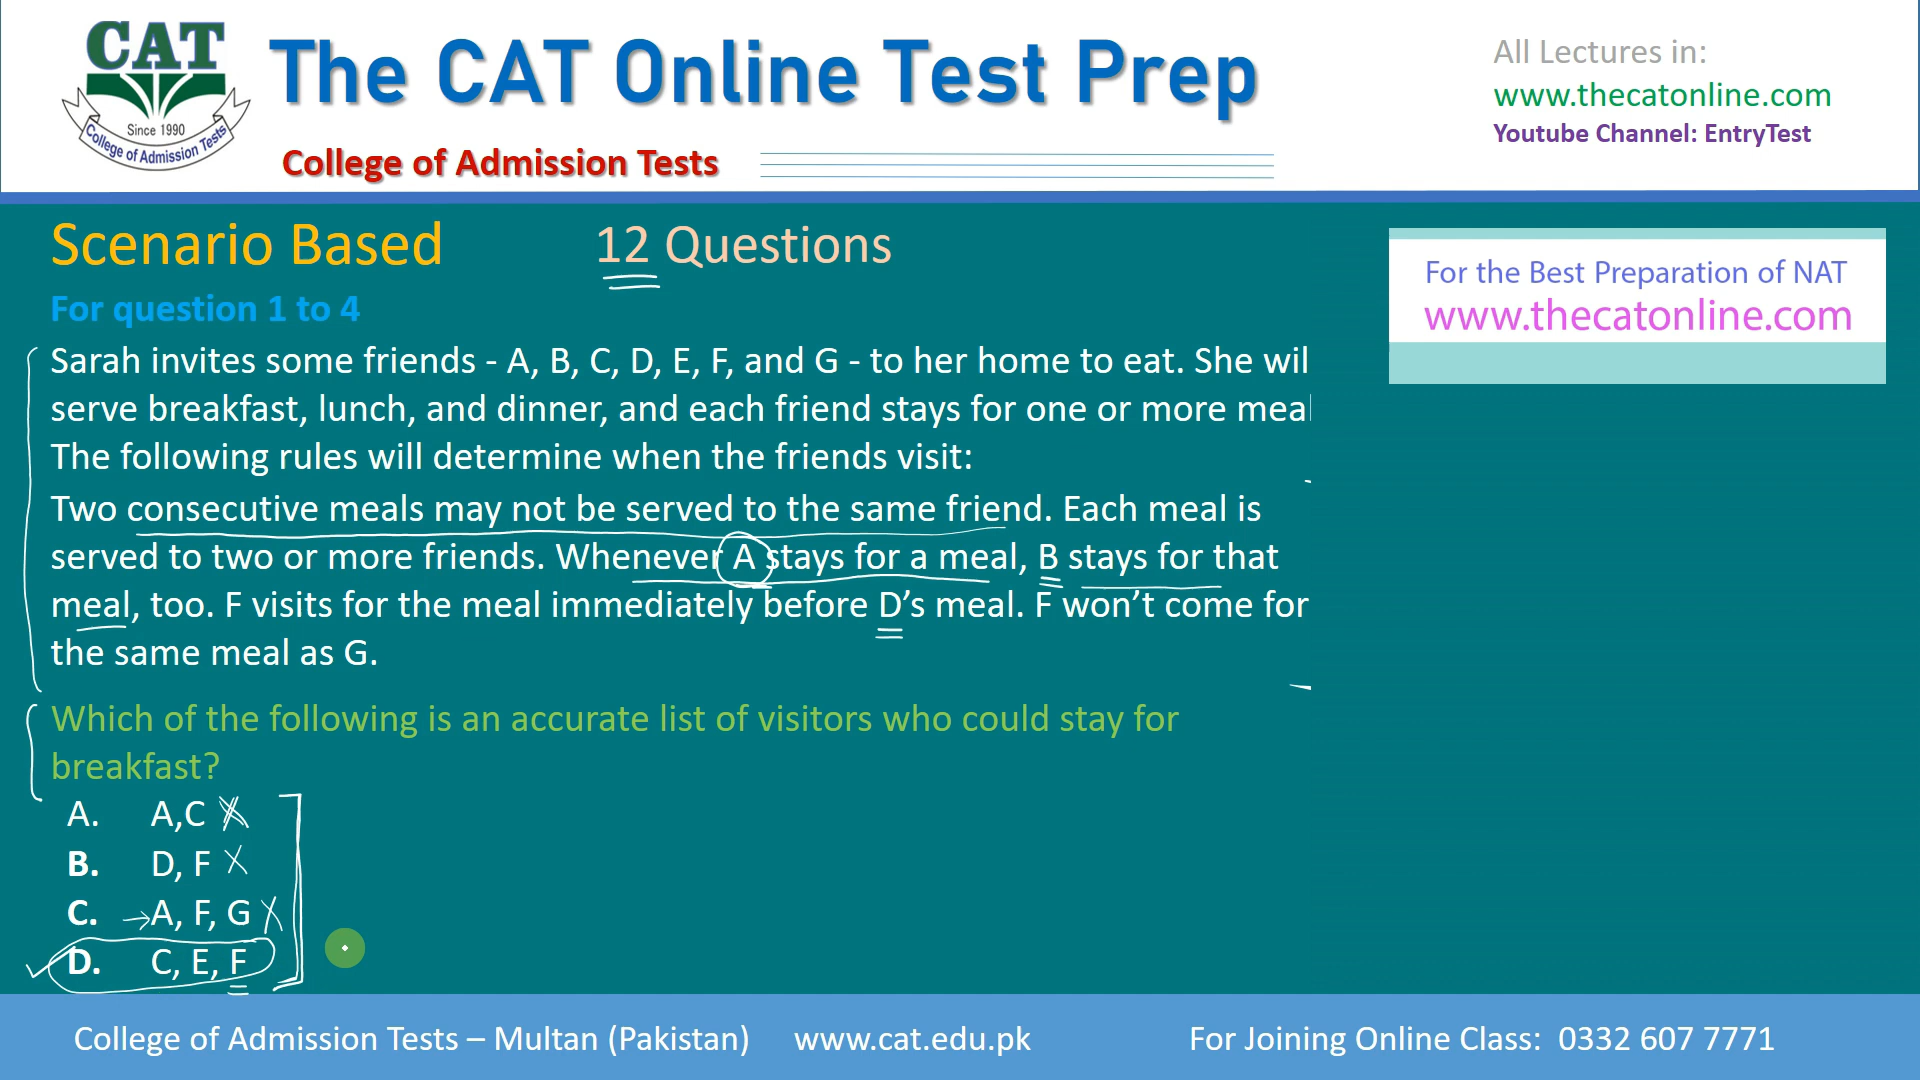 CAT
Since 1990
College of Admission Tests
The CAT Online Test Prep
College of Admission Tests
All Lectures in:
www.thecatonline.com
Youtube Channel: EntryTest
Scenario Based
12 Questions
For the Best Preparation of NAT
www.thecatonline.com
For question 1 to 4
Sarah invites some friends - A, B, C, D, E, F, and G - to her home to eat. She wil
serve breakfast, lunch, and dinner, and each friend stays for one or more meal
The following rules will determine when the friends visit:
Two consecutive meals may not be served to the same friend. Each meal is
served to two or more friends. Whenever A stays for a meal, B stays for that
meal, too. F visits for the meal immediately before D’s meal. F won’t come for
the same meal as G.
Which of the following is an accurate list of visitors who could stay for
breakfast?
A. A,C
B. D, F
C. A, F, G
D. C, E, F
College of Admission Tests – Multan (Pakistan) www.cat.edu.pk For Joining Online Class: 0332 607 7771